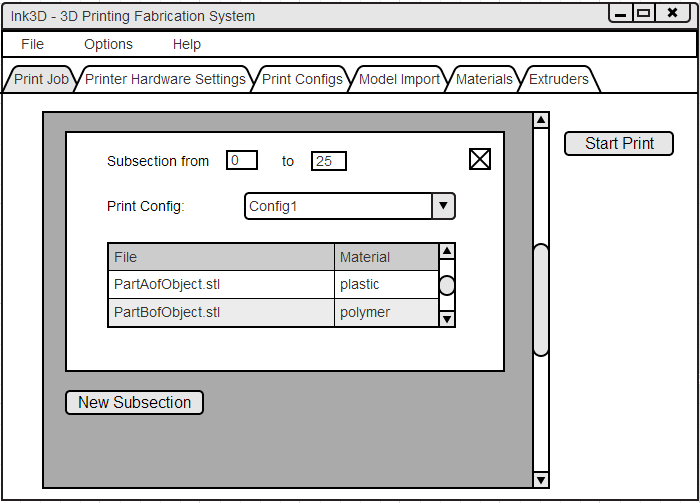 Ink3D - 3D Printing Fabrication System
File Options Help
Print Job Printer Hardware Settings Print Configs Model Import Materials Extruders
Subsection from 0 to 25
Start Print
Print Config: Config1
File Material
PartAofObject.stl plastic
PartBofObject.stl polymer
New Subsection